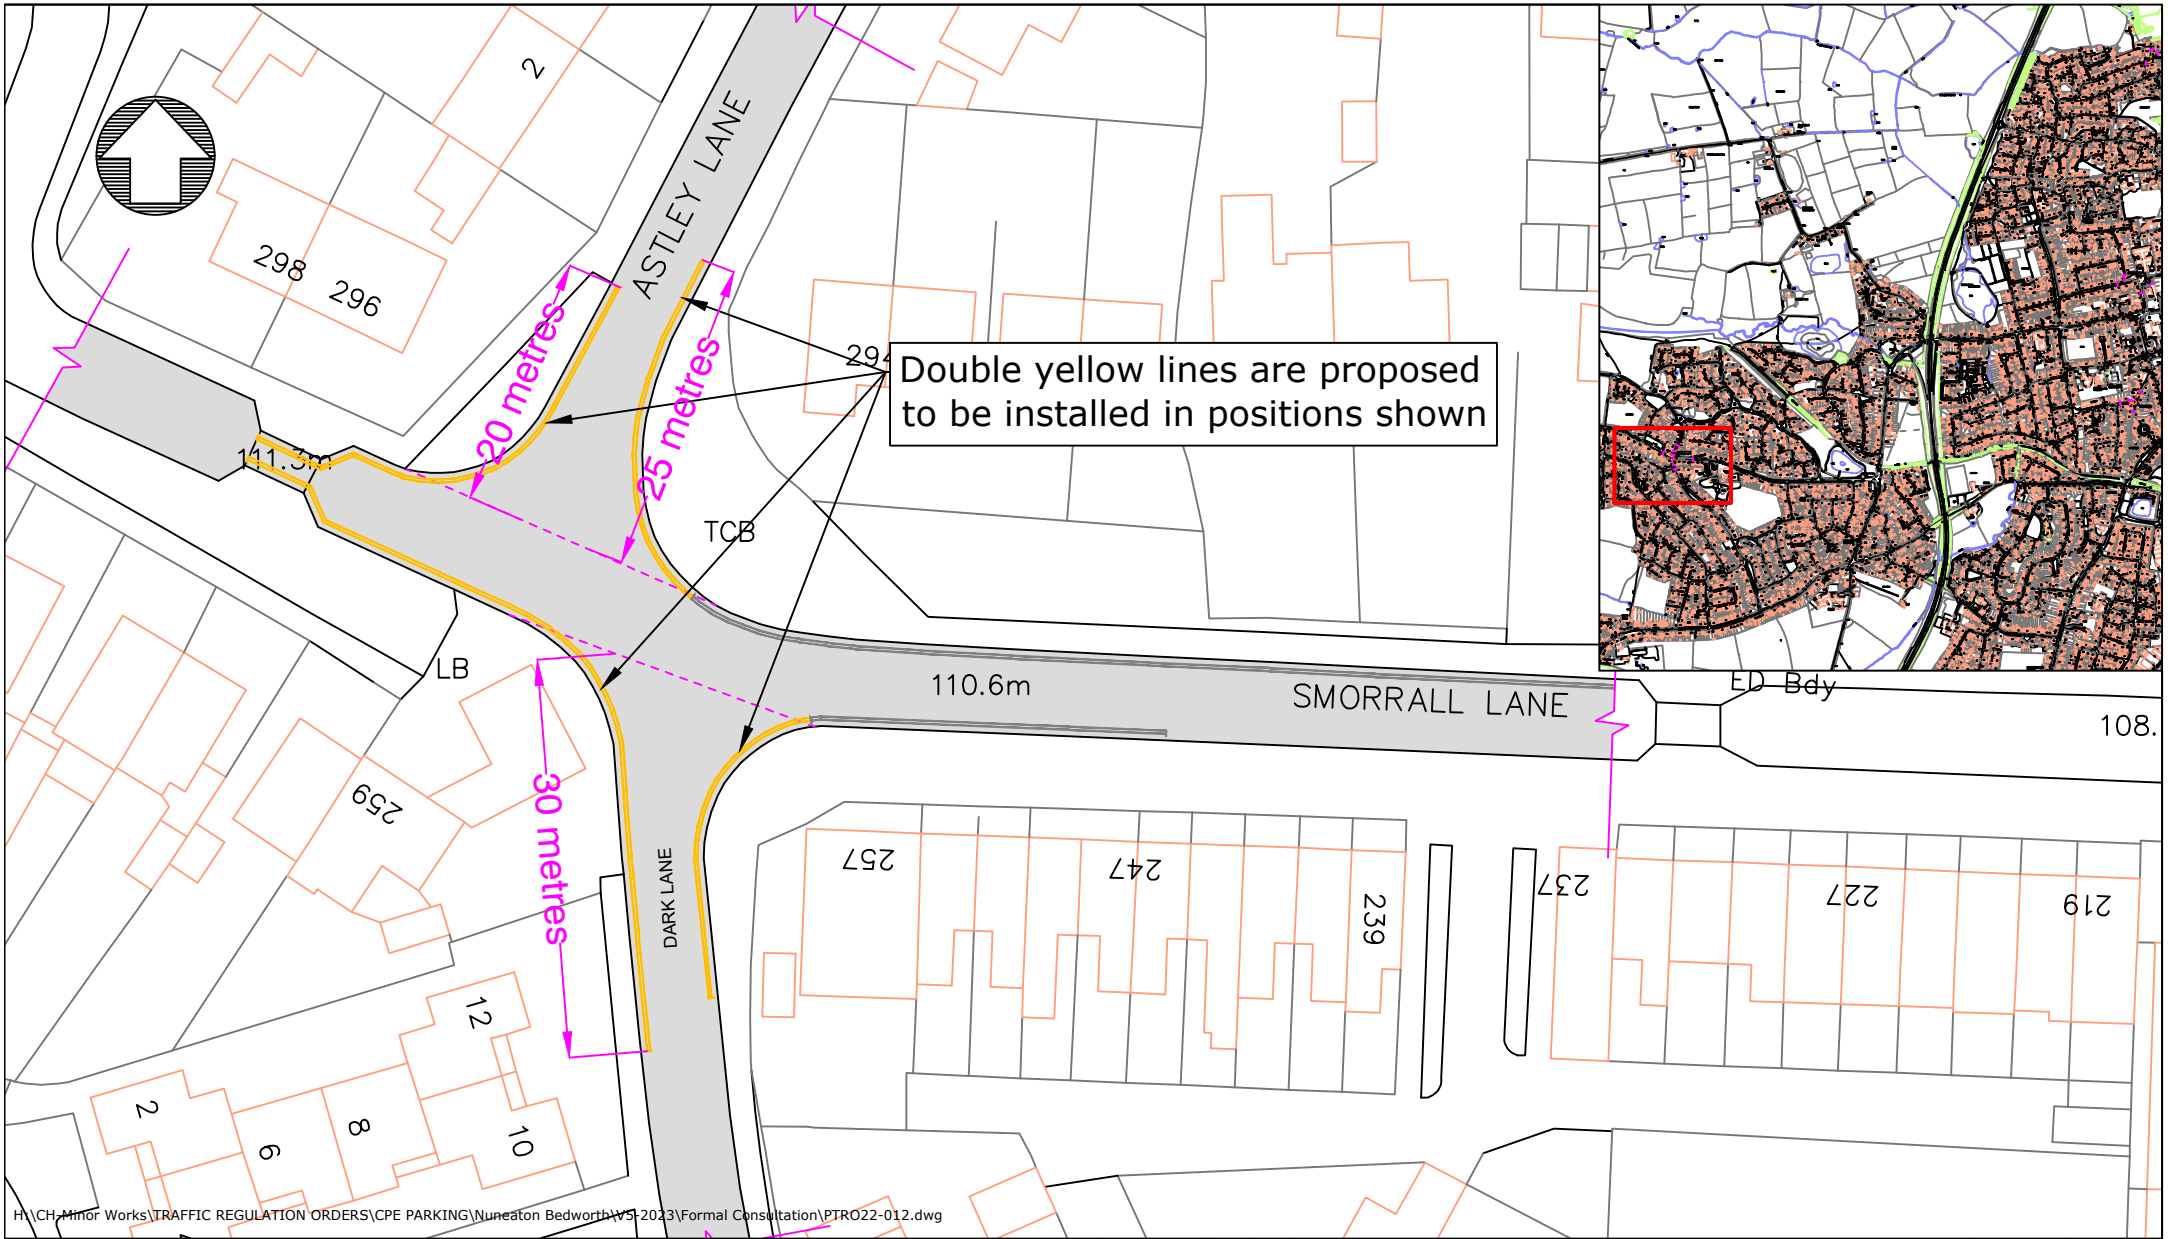 2
ASTLEY LANE
298
296
20 metres
25 metres
294
Double yellow lines are proposed
to be installed in positions shown
111.3m
TCB
LB
110.6m
SMORRALL LANE
ED Bdy
108.
259
30 metres
DARK LANE
257
247
239
237
227
219
12
2
6
8
10
H:\CH-Minor Works\TRAFFIC REGULATION ORDERS\CPE PARKING\Nuneaton Bedworth\V5-2023\Formal Consultation\PTRO22-012.dwg